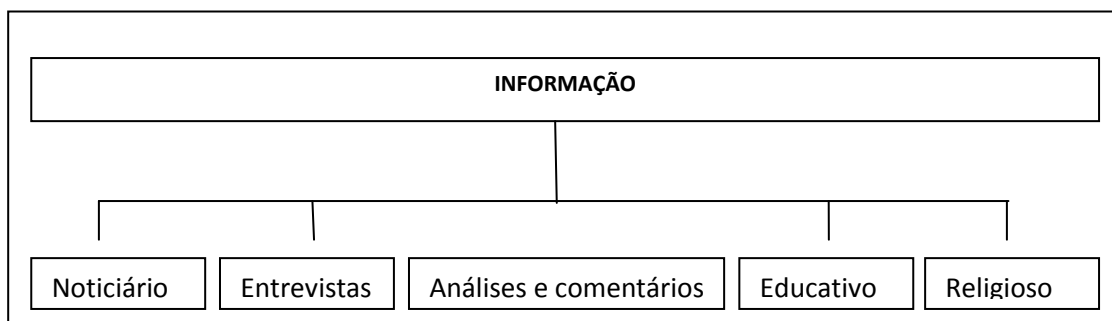 INFORMAÇÃO
Noticiário Entrevistas Análises e comentários Educativo Religioso